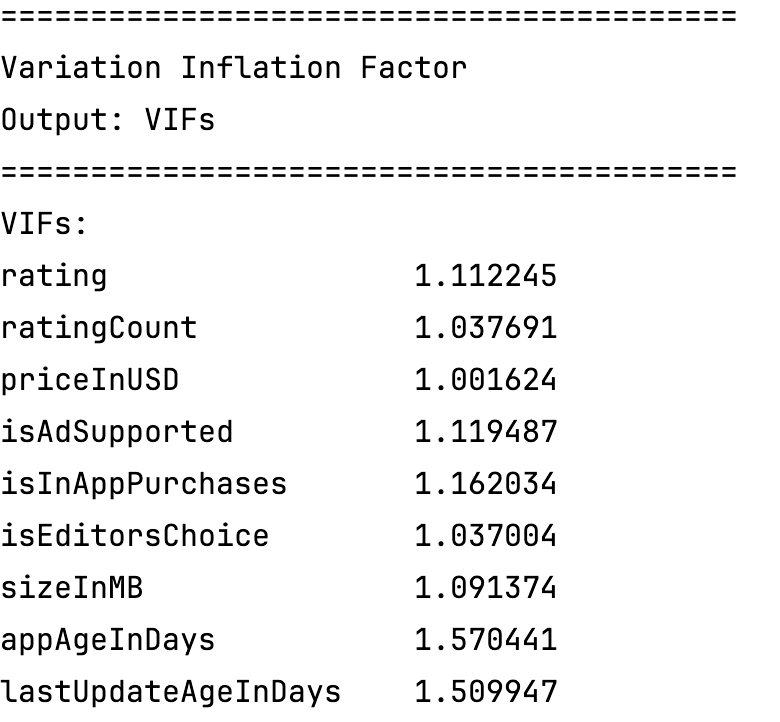 =========================================
Variation Inflation Factor
Output: VIFs
=========================================
VIFs:
rating                 1.112245
ratingCount            1.037691
priceInUSD             1.001624
isAdSupported          1.119487
isInAppPurchases       1.162034
isEditorsChoice        1.037004
sizeInMB               1.091374
appAgeInDays           1.570441
lastUpdateAgeInDays    1.509947